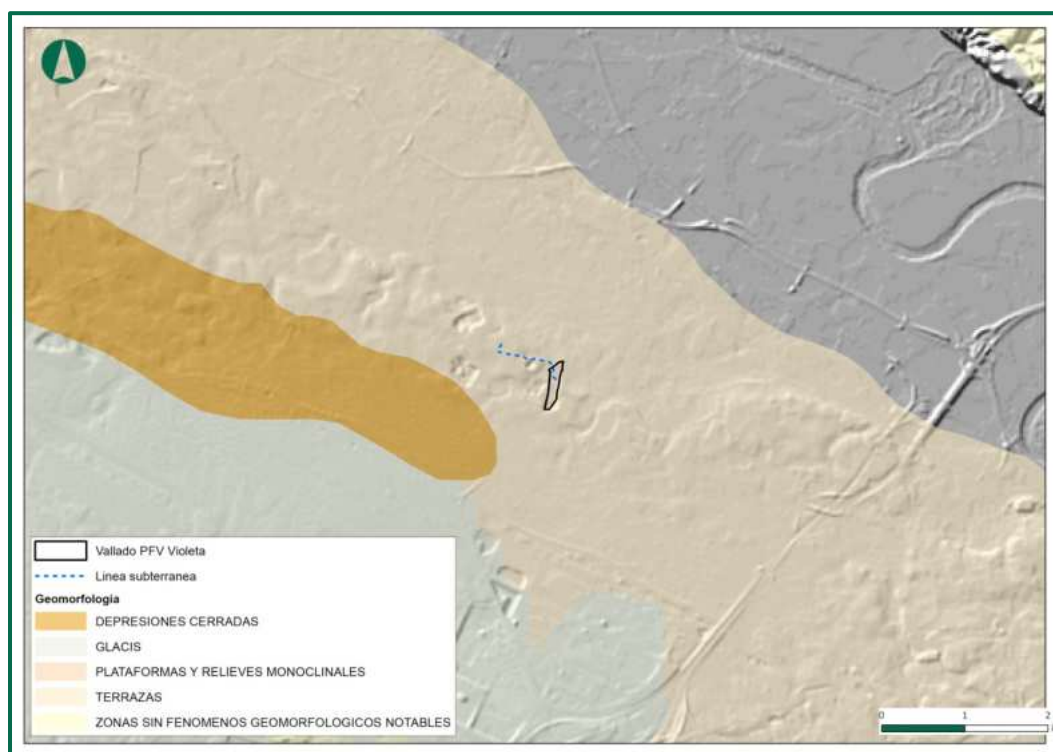 Vallado PFV Violeta
Linea subterranea
Geomorfologia
DEPRESIONES CERRADAS
GLACIS
PLATAFORMAS Y RELIEVES MONOCLINALES
TERRAZAS
ZONAS SIN FENOMENOS GEOMORFOLOGICOS NOTABLES
0 1 2